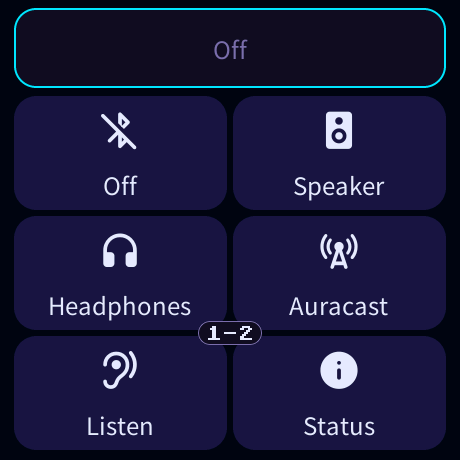 Off
Off
Speaker
Headphones
Auracast
1-2
Listen
Status